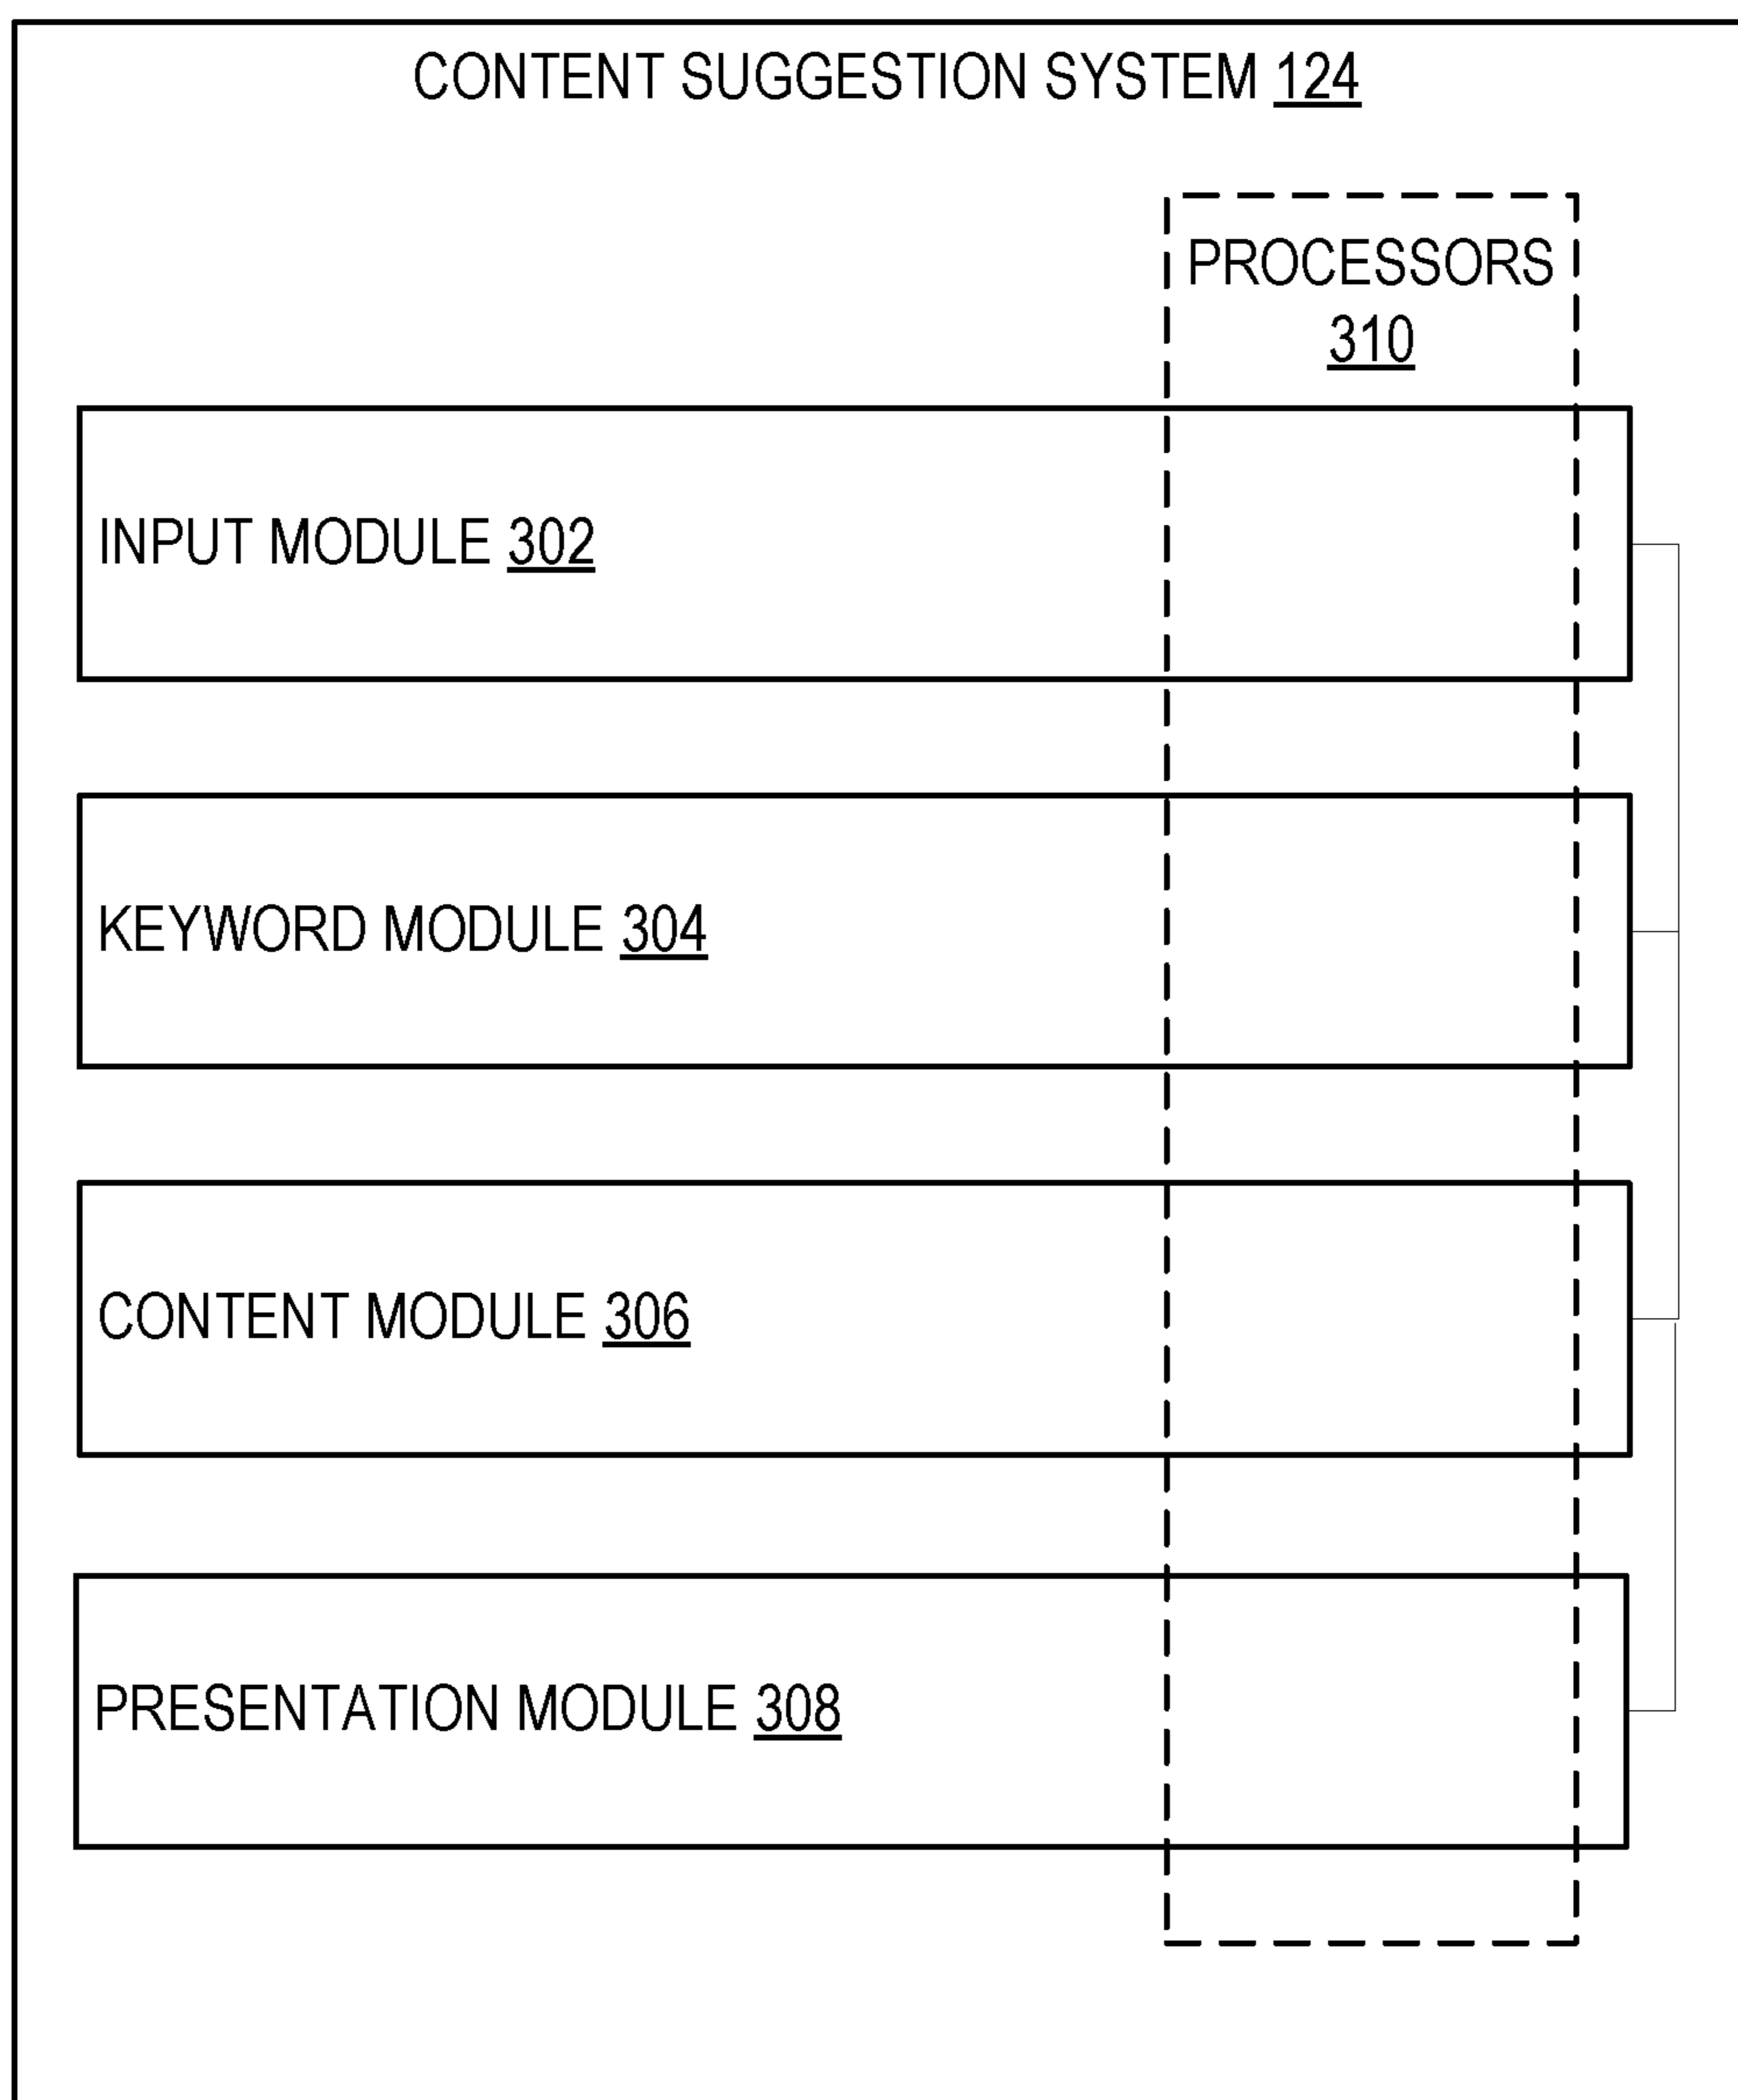 CONTENT SUGGESTION SYSTEM 124
PROCESSORS
310
INPUT MODULE 302
KEYWORD MODULE 304
CONTENT MODULE 306
PRESENTATION MODULE 308